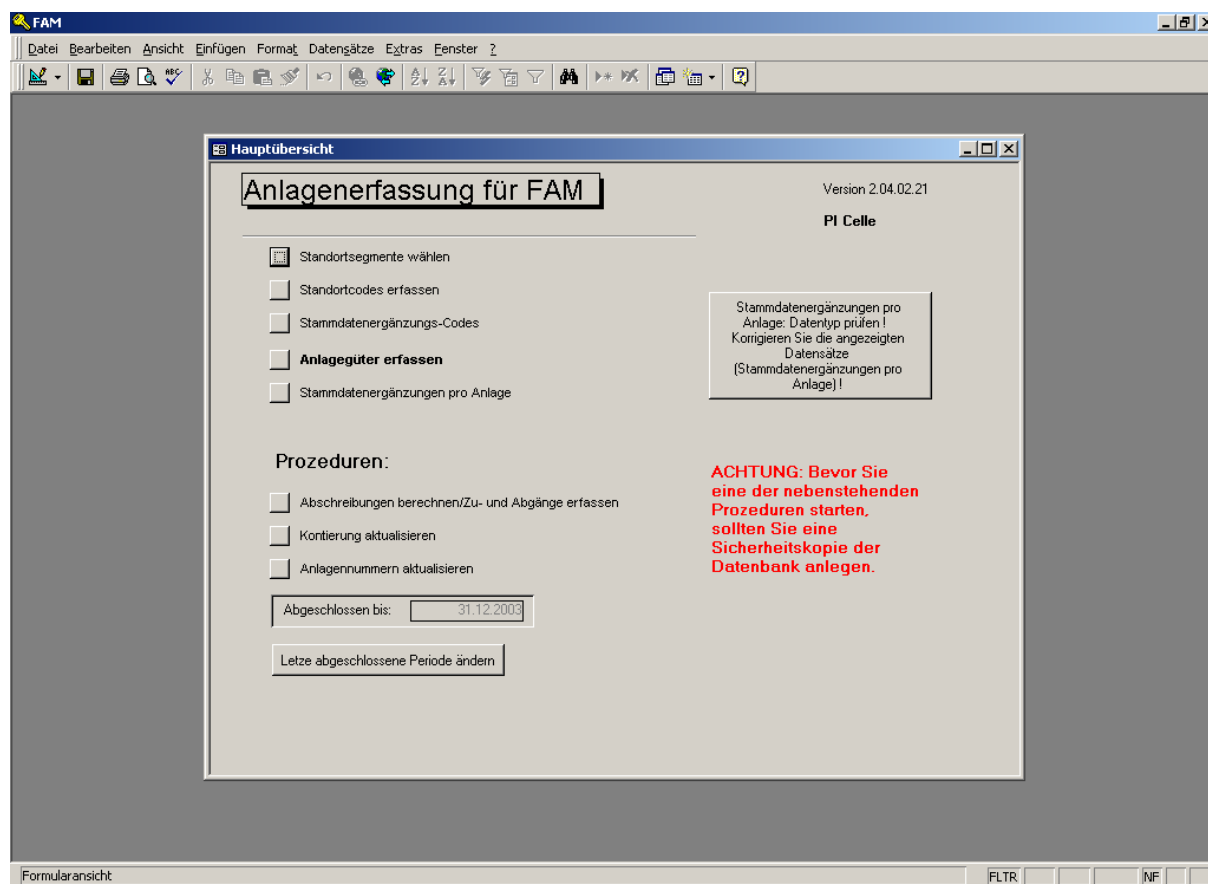 FAM
Datei Bearbeiten Ansicht Einfügen Format Datensätze Extras Fenster ?
Hauptübersicht
Anlagenerfassung für FAM
Version 2.04.02.21
PI Celle
Standortsegmente wählen
Standortcodes erfassen
Stammdatenergänzungs-Codes
Anlagegüter erfassen
Stammdatenergänzungen pro Anlage
Stammdatenergänzungen pro
Anlage: Datentyp prüfen !
Korrigieren Sie die angezeigten
Datensätze
(Stammdatenergänzungen pro
Anlage) !
Prozeduren:
Abschreibungen berechnen/Zu- und Abgänge erfassen
Kontierung aktualisieren
Anlagennummern aktualisieren
ACHTUNG: Bevor Sie
eine der nebenstehenden
Prozeduren starten,
sollten Sie eine
Sicherheitskopie der
Datenbank anlegen.
Abgeschlossen bis: 31.12.2003
Letze abgeschlossene Periode ändern
Formularansicht
FLTR
NF